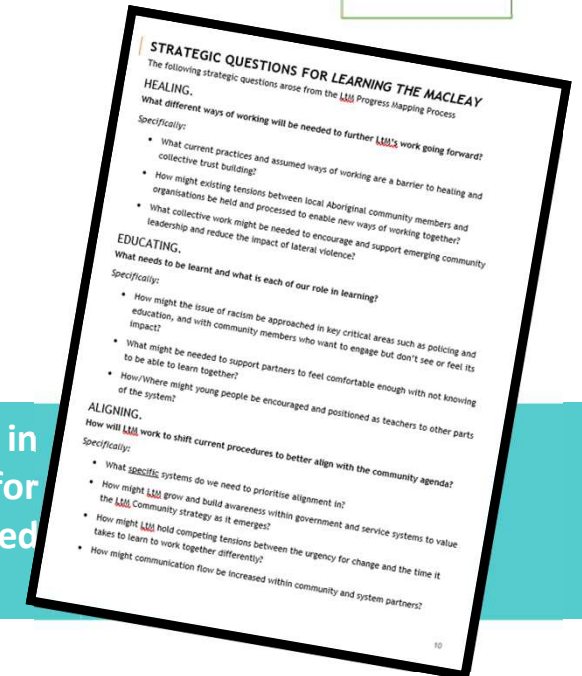 STRATEGIC QUESTIONS FOR LEARNING THE MACLEAY
The following strategic questions arose from the LtM Progress Mapping Process
HEALING.
What different ways of working will be needed to further LtM's work going forward?
Specifically:
• What current practices and assumed ways of working are a barrier to healing and
collective trust building?
• How might existing tensions between local Aboriginal community members and
organisations be held and processed to enable new ways of working together?
• What collective work might be needed to encourage and support emerging community
leadership and reduce the impact of lateral violence?
EDUCATING.
What needs to be learnt and what is each of our role in learning?
Specifically:
• How might the issue of racism be approached in key critical areas such as policing and
education, and with community members who want to engage but don't see or feel its
impact?
• What might be needed to support partners to feel comfortable enough with not knowing
to be able to learn together?
• How/Where might young people be encouraged and positioned as teachers to other parts
of the system?
ALIGNING.
How will LtM work to shift current procedures to better align with the community agenda?
Specifically:
• What specific systems do we need to prioritise alignment in?
• How might LtM grow and build awareness within government and service systems to value
the LtM Community strategy as it emerges?
• How might LtM hold competing tensions between the urgency for change and the time it
takes to learn to work together differently?
• How might communication flow be increased within community and system partners?
10
in
for
ed